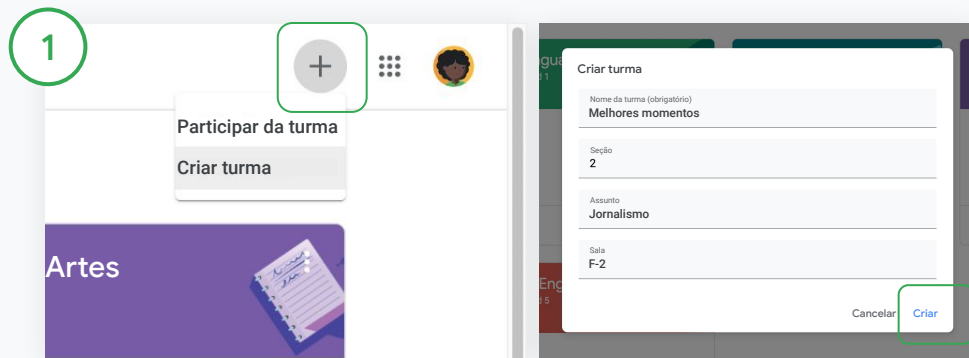 1
Participar da turma
Criar turma
Artes
Criar turma
Nome da turma (obrigatório)
Melhores momentos
Seção
2
Assunto
Jornalismo
Sala
F-2
Cancelar
Criar